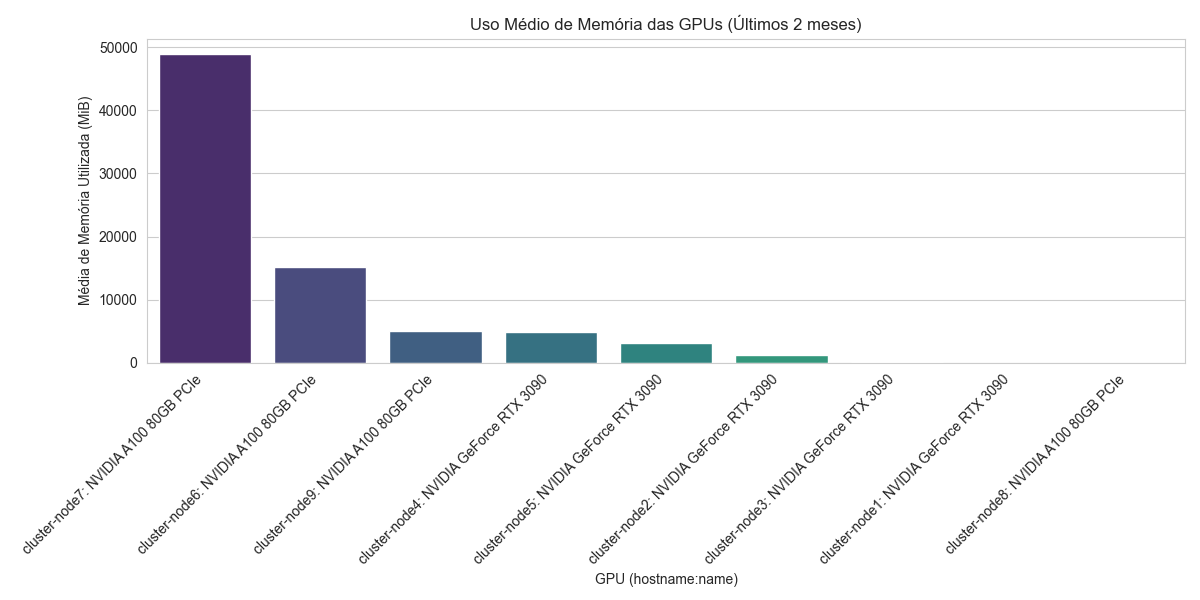 Uso Médio de Memória das GPUs (Últimos 2 meses)
Média de Memória Utilizada (MiB)
50000
40000
30000
20000
10000
0
cluster-node7: NVIDIA A100 80GB PCIe
cluster-node6: NVIDIA A100 80GB PCIe
cluster-node9: NVIDIA A100 80GB PCIe
cluster-node4: NVIDIA GeForce RTX 3090
cluster-node5: NVIDIA GeForce RTX 3090
cluster-node2: NVIDIA GeForce RTX 3090
cluster-node3: NVIDIA GeForce RTX 3090
cluster-node1: NVIDIA GeForce RTX 3090
cluster-node8: NVIDIA A100 80GB PCIe
GPU (hostname:name)